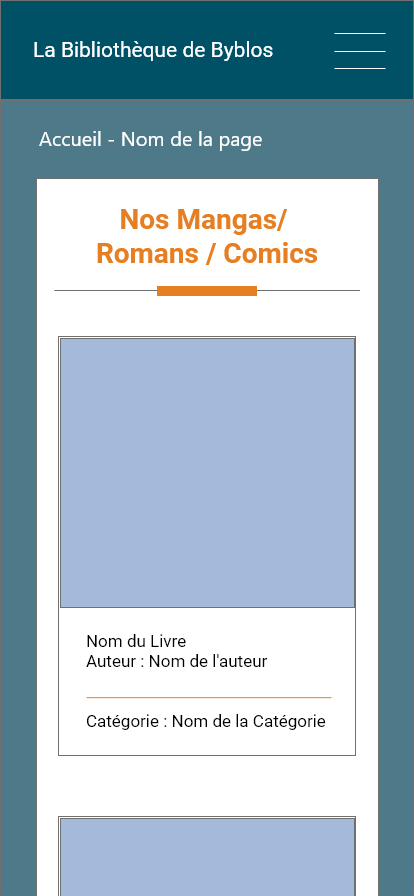 La Bibliothèque de Byblos
Accueil - Nom de la page
Nos Mangas/
Romans / Comics
Nom du Livre
Auteur : Nom de l'auteur
Catégorie : Nom de la Catégorie